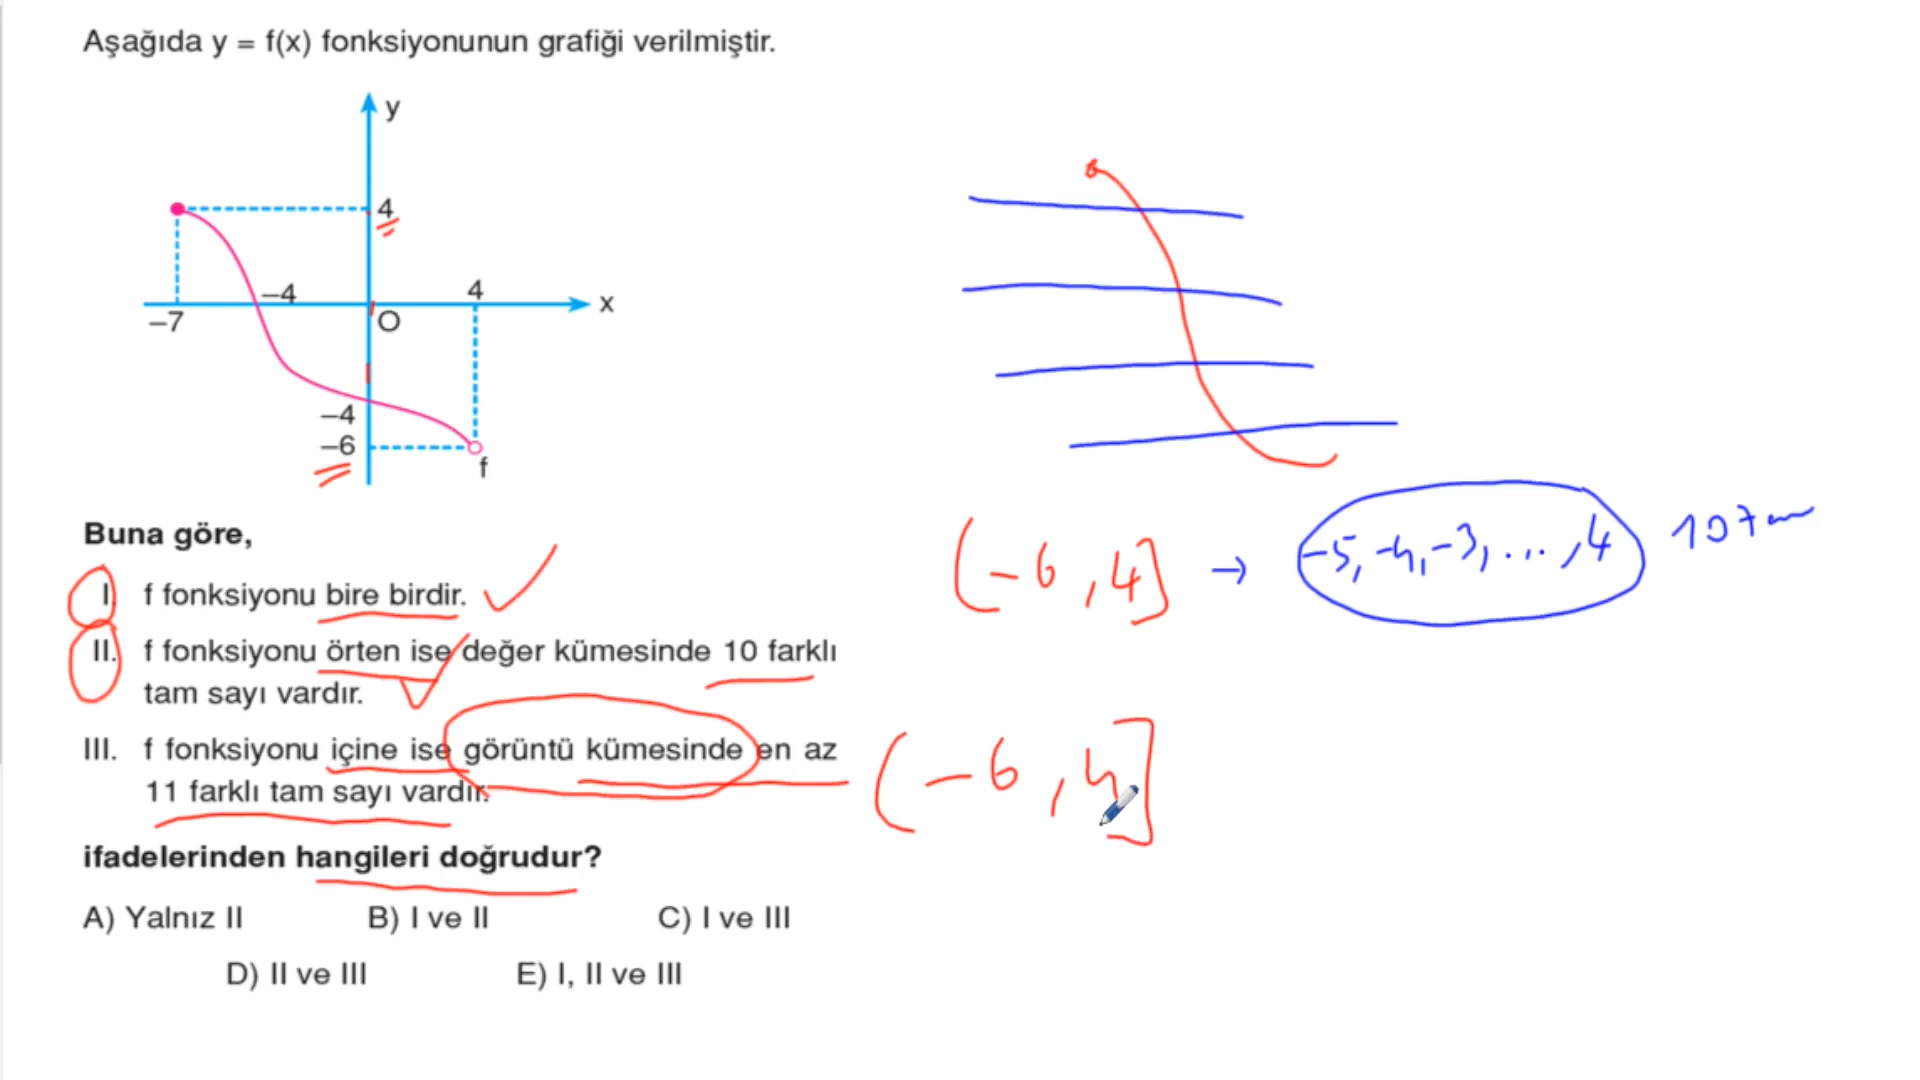 Aşağıda y = f(x) fonksiyonunun grafiği verilmiştir.
y
4
–4
4
x
–7
O
–4
–6
f
(-6,4] → -5,-4,-3,...,4
Buna göre,
I. f fonksiyonu bire birdir.
II. f fonksiyonu örten ise değer kümesinde 10 farklı
tam sayı vardır.
III. f fonksiyonu içine ise görüntü kümesinde en az
11 farklı tam sayı vardır.
(-6,4]
ifadelerinden hangileri doğrudur?
A) Yalnız II B) I ve II C) I ve III
D) II ve III E) I, II ve III